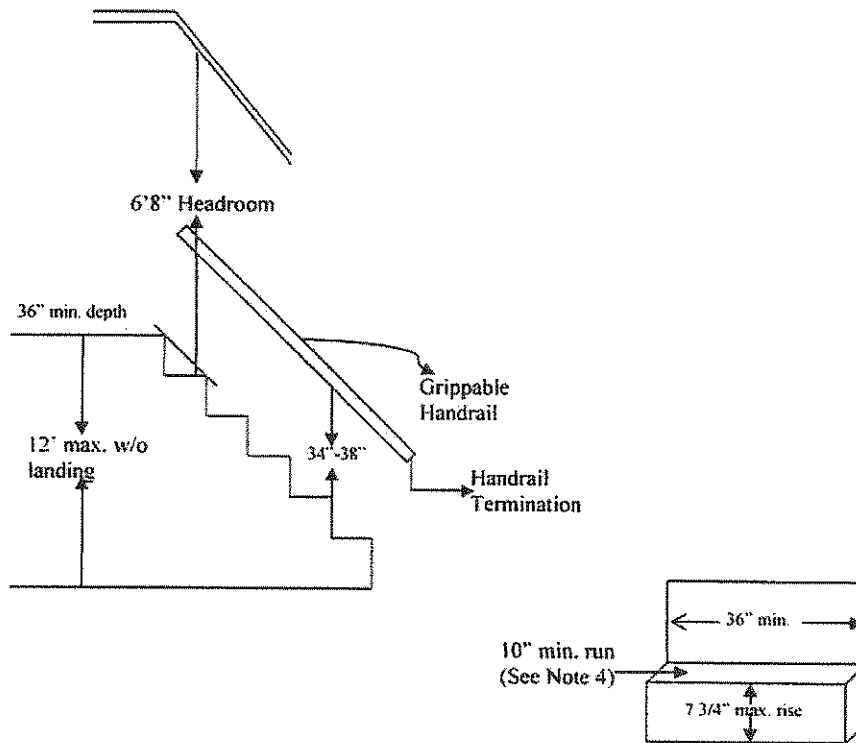 6'8" Headroom
36" min. depth
Grippable
Handrail
12' max. w/o
landing
34"-38"
Handrail
Termination
36" min.
10" min. run
(See Note 4)
7 3/4" max. rise